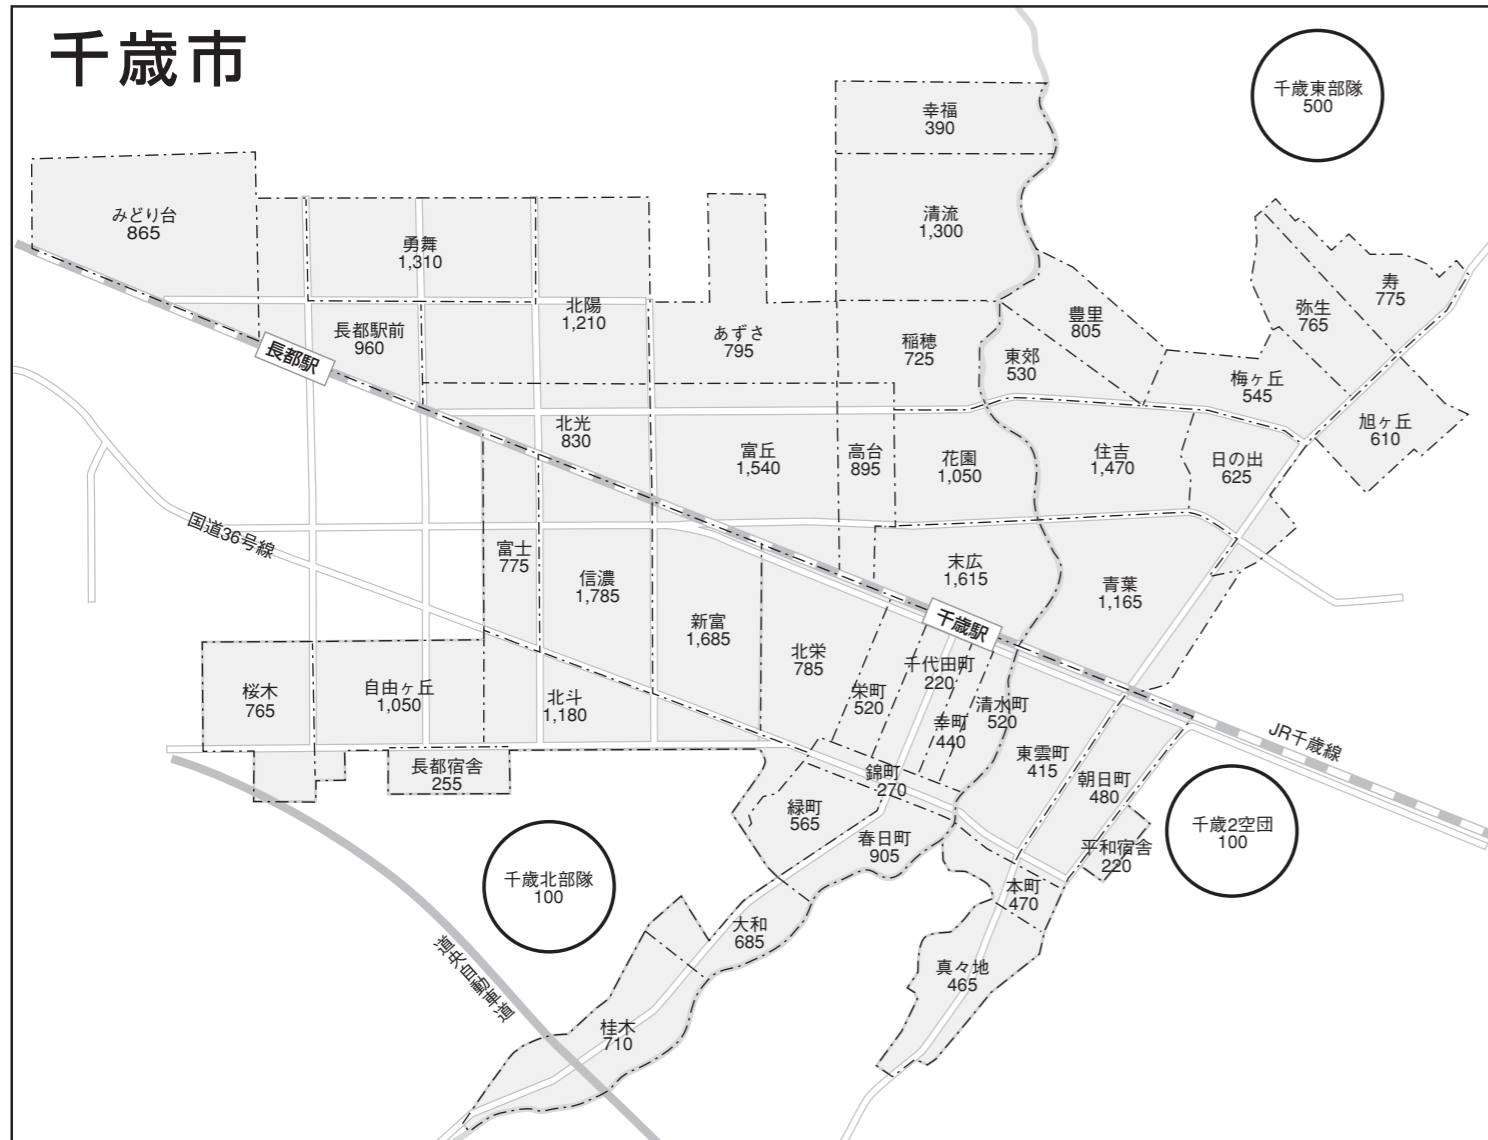 千歳市
千歳東部隊
500
幸福
390
みどり台
865
清流
1,300
勇舞
1,310
寿
775
弥生
765
北陽
1,210
豊里
805
長都駅前
960
あずさ
795
稲穂
725
東郊
530
長都駅
梅ヶ丘
545
旭ヶ丘
610
北光
830
富丘
1,540
高台
895
花園
1,050
住吉
1,470
日の出
625
国道36号線
富士
775
信濃
1,785
末広
1,615
青葉
1,165
新富
1,685
千歳駅
北栄
785
千代田町
220
桜木
765
自由ヶ丘
1,050
北斗
1,180
栄町
520
清水町
520
幸町
440
JR千歳線
東雲町
415
長都宿舎
255
錦町
270
朝日町
480
緑町
565
春日町
905
平和宿舎
220
千歳2空団
100
千歳北部隊
100
本町
470
大和
685
道央自動車道
真々地
465
桂木
710